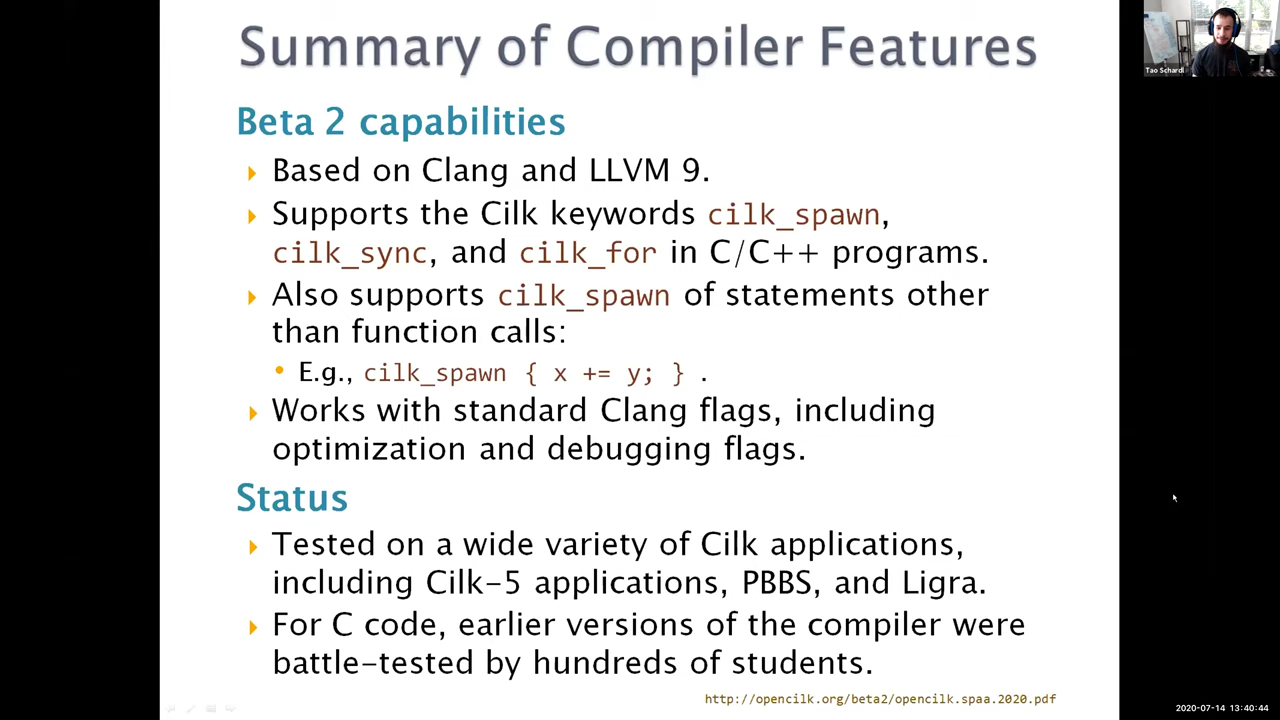 Summary of Compiler Features
Tao Schardl
Beta 2 capabilities
Based on Clang and LLVM 9.
Supports the Cilk keywords cilk_spawn,
cilk_sync, and cilk_for in C/C++ programs.
Also supports cilk_spawn of statements other
than function calls:
E.g., cilk_spawn { x += y; } .
Works with standard Clang flags, including
optimization and debugging flags.
Status
Tested on a wide variety of Cilk applications,
including Cilk-5 applications, PBBS, and Ligra.
For C code, earlier versions of the compiler were
battle-tested by hundreds of students.
http://opencilk.org/beta2/opencilk.spaa.2020.pdf
2020-07-14 13:40:44